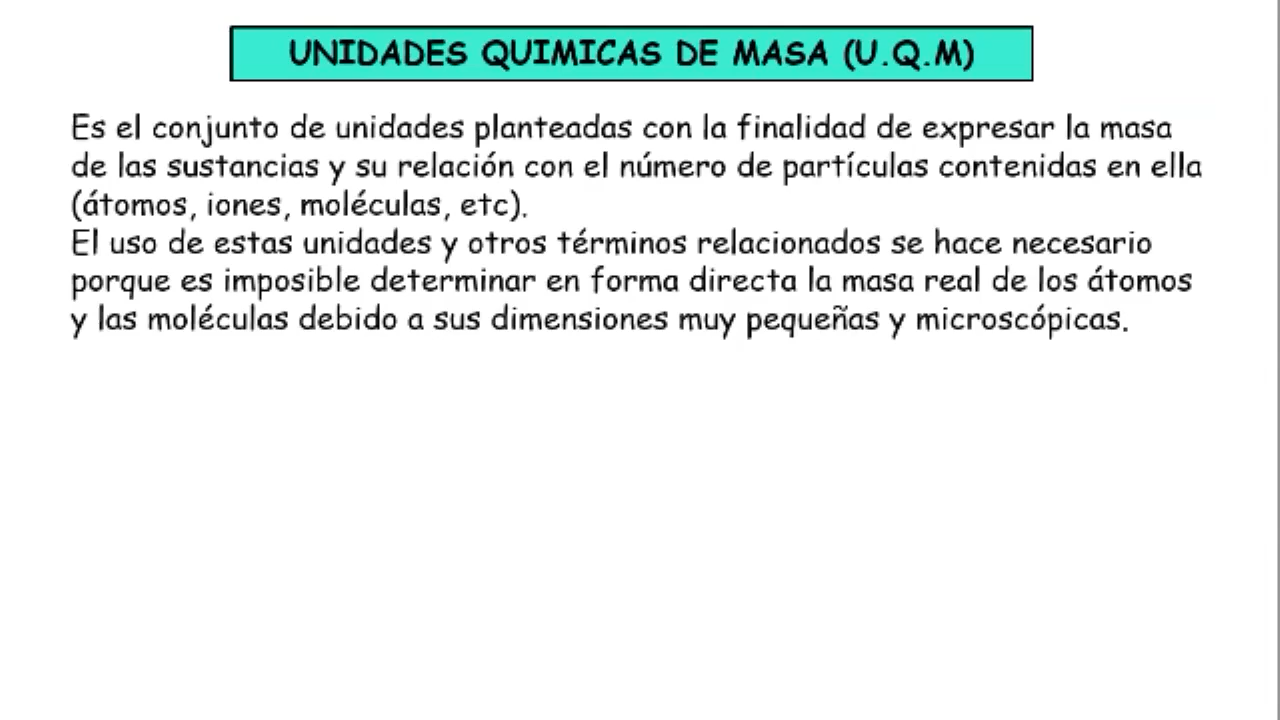 UNIDADES QUIMICAS DE MASA (U.Q.M)
Es el conjunto de unidades planteadas con la finalidad de expresar la masa
de las sustancias y su relación con el número de partículas contenidas en ella
(átomos, iones, moléculas, etc).
El uso de estas unidades y otros términos relacionados se hace necesario
porque es imposible determinar en forma directa la masa real de los átomos
y las moléculas debido a sus dimensiones muy pequeñas y microscópicas.